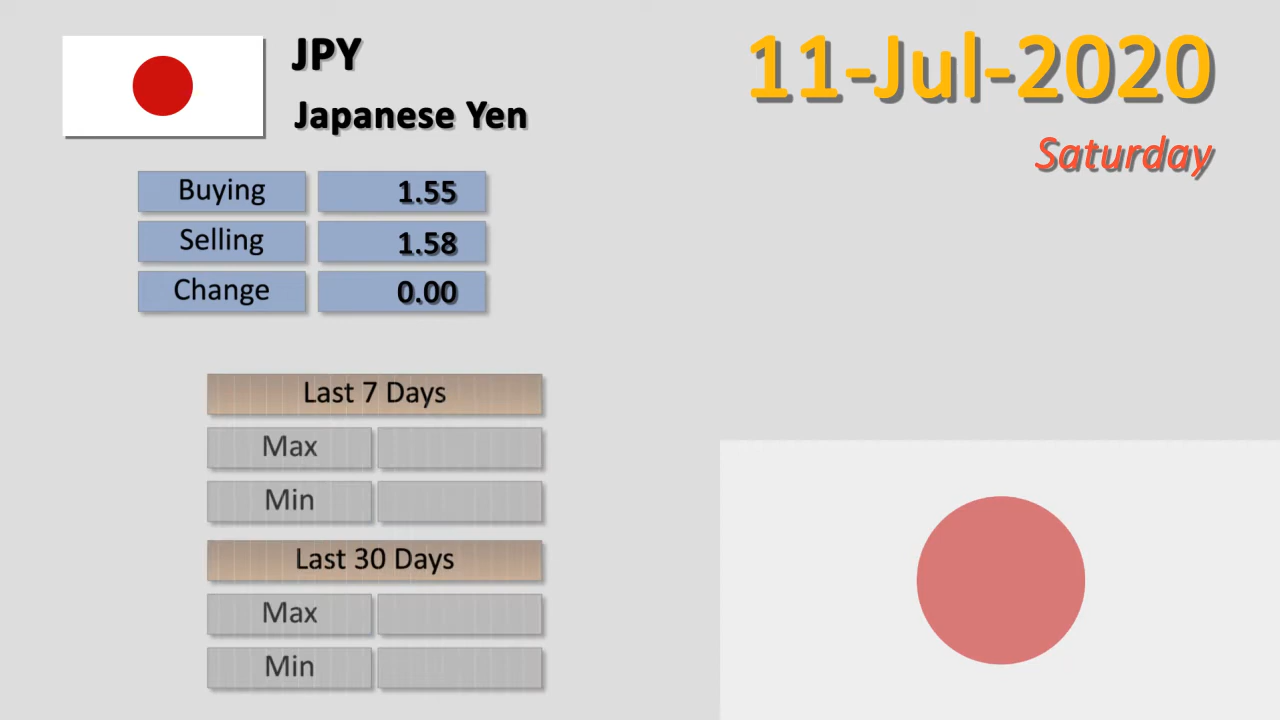 JPY
Japanese Yen
11-Jul-2020
Saturday
Buying 1.55
Selling 1.58
Change 0.00
Last 7 Days
Max
Min
Last 30 Days
Max
Min